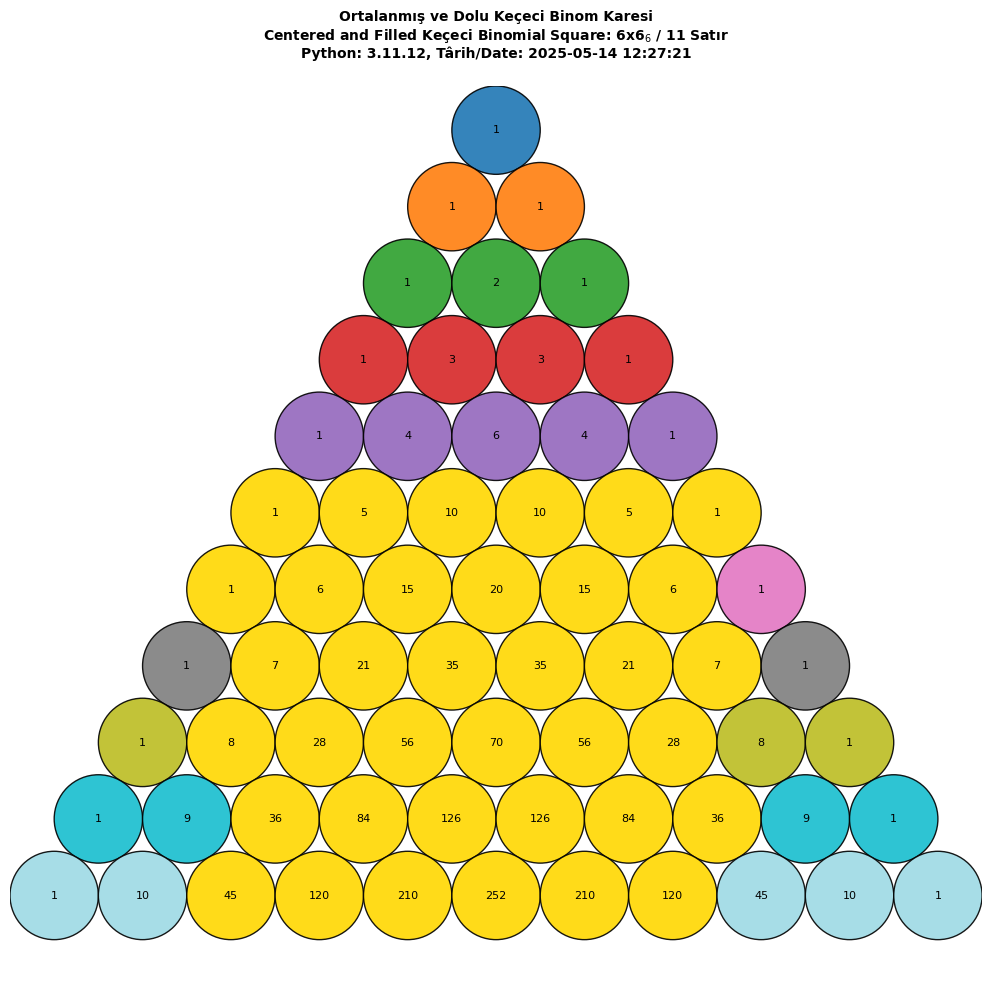 Ortalanmış ve Dolu Keçeci Binom Karesi
Centered and Filled Keçeci Binomial Square: 6x6₆ / 11 Satır
Python: 3.11.12, Târih/Date: 2025-05-14 12:27:21
1
1 1
1 2 1
1 3 3 1
1 4 6 4 1
1 5 10 10 5 1
1 6 15 20 15 6 1
1 7 21 35 35 21 7 1
1 8 28 56 70 56 28 8 1
1 9 36 84 126 126 84 36 9 1
1 10 45 120 210 252 210 120 45 10 1